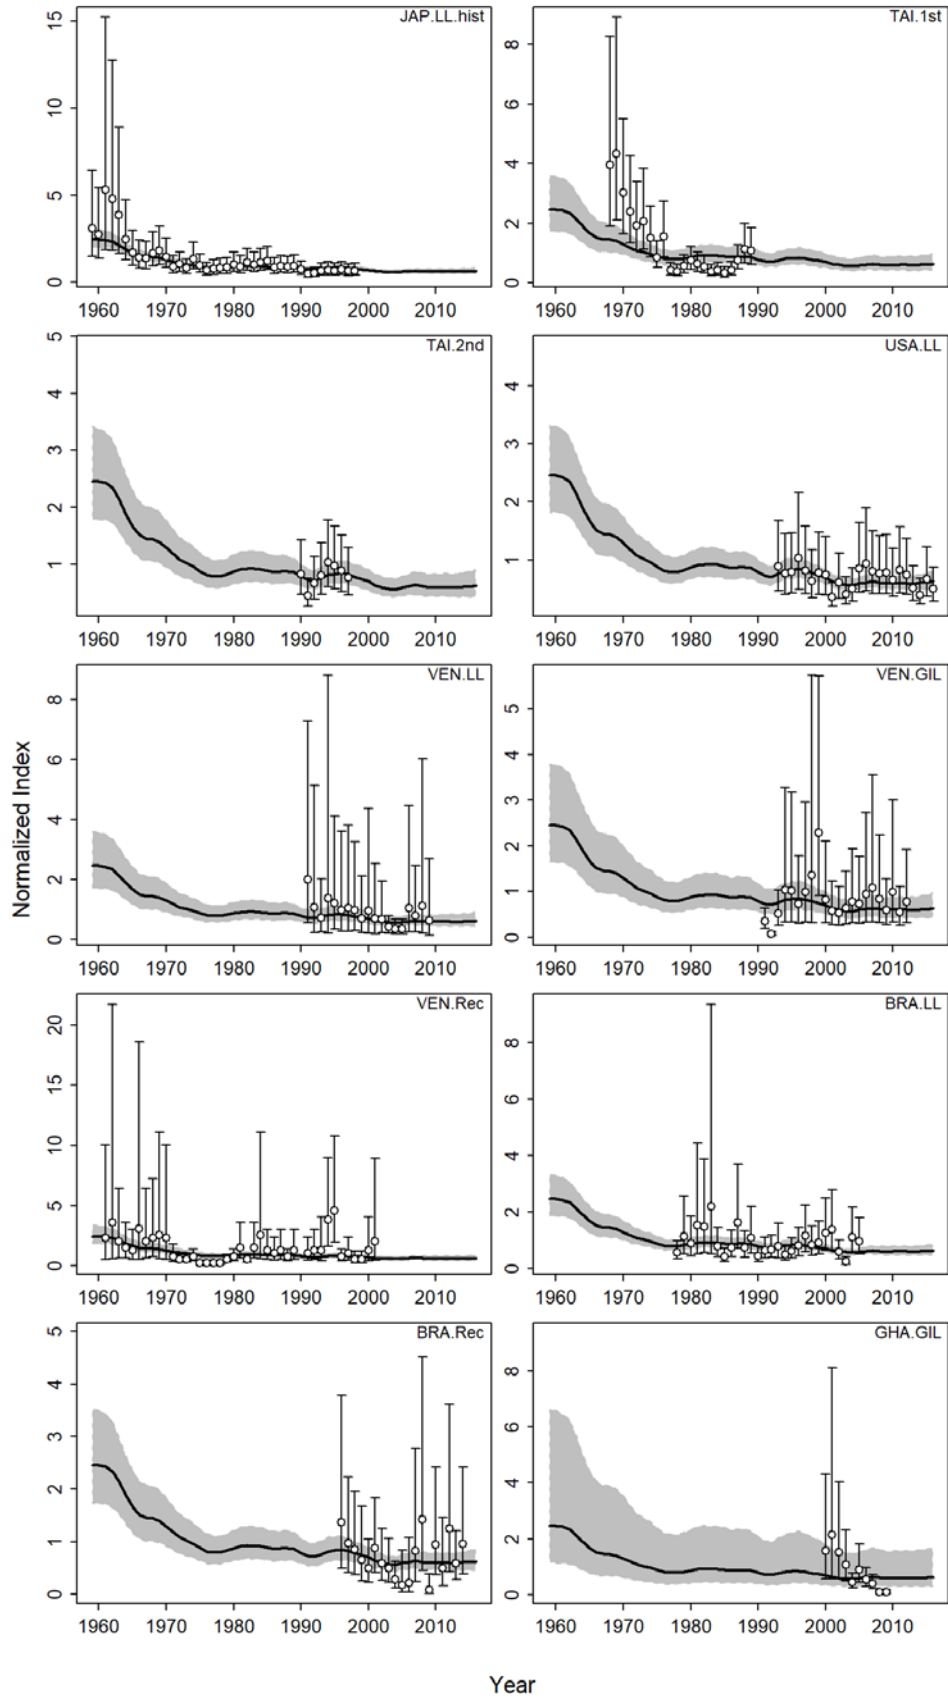 JAP.LL.hist
0 5 10 15
1960 1970 1980 1990 2000 2010
TAI.1st
0 2 4 6 8
1960 1970 1980 1990 2000 2010
TAI.2nd
1 2 3 4 5
1960 1970 1980 1990 2000 2010
USA.LL
1 2 3 4
1960 1970 1980 1990 2000 2010
VEN.LL
0 2 4 6 8
1960 1970 1980 1990 2000 2010
VEN.GIL
0 1 2 3 4 5
1960 1970 1980 1990 2000 2010
Normalized Index
VEN.Rec
0 5 10 15 20
1960 1970 1980 1990 2000 2010
BRA.LL
0 2 4 6 8
1960 1970 1980 1990 2000 2010
BRA.Rec
0 1 2 3 4 5
1960 1970 1980 1990 2000 2010
GHA.GIL
0 2 4 6 8
1960 1970 1980 1990 2000 2010
Year